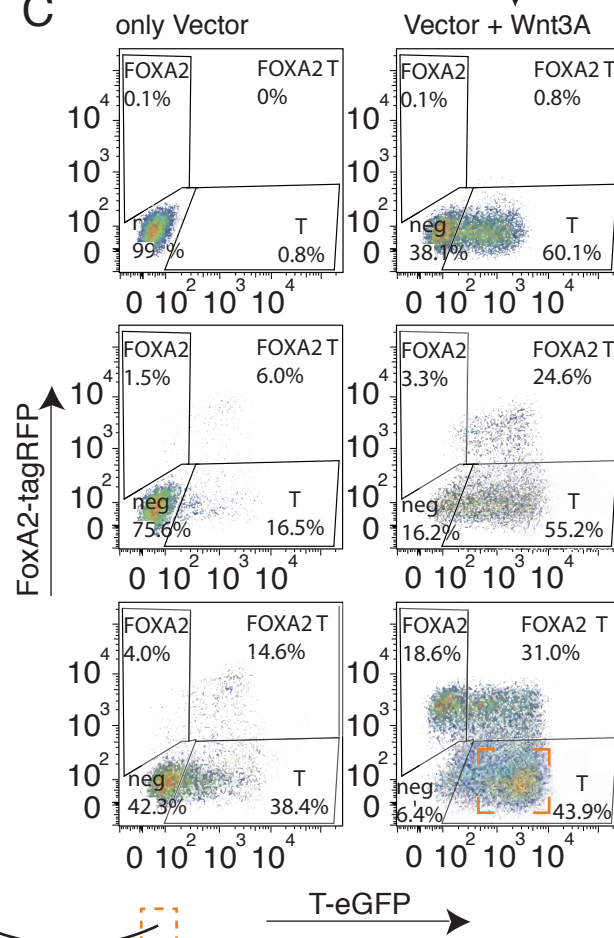 C
only Vector
Vector + Wnt3A
FOXA2
0.1%
FOXA2 T
0%
T
0.8%
10^4
10^3
10^2
0
0 10^2 10^3 10^4
FOXA2
0.1%
FOXA2 T
0.8%
neg
38.1%
T
60.1%
10^4
10^3
10^2
0
0 10^2 10^3 10^4
FOXA2
1.5%
FOXA2 T
6.0%
neg
75.6%
T
16.5%
10^4
10^3
10^2
0
0 10^2 10^3 10^4
FOXA2
3.3%
FOXA2 T
24.6%
neg
16.2%
T
55.2%
10^4
10^3
10^2
0
0 10^2 10^3 10^4
FOXA2
4.0%
FOXA2 T
14.6%
neg
42.3%
T
38.4%
10^4
10^3
10^2
0
0 10^2 10^3 10^4
FOXA2
18.6%
FOXA2 T
31.0%
neg
6.4%
T
43.9%
10^4
10^3
10^2
0
0 10^2 10^3 10^4
FoxA2-tagRFP
T-eGFP